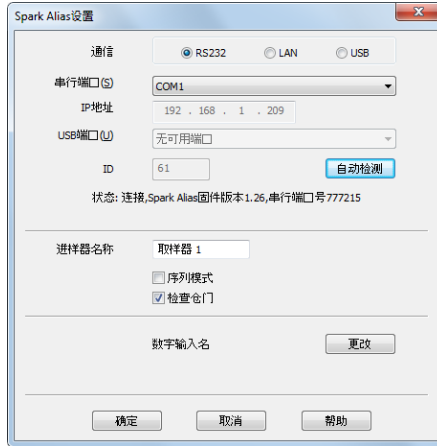 Spark Alias设置
通信 RS232 LAN USB
串行端口(S) COM1
IP地址 192 . 168 . 1 . 209
USB端口(U) 无可用端口
ID 61 自动检测
状态: 连接,Spark Alias固件版本1.26,串行端口号777215
进样器名称 取样器 1
序列模式
检查仓门
数字输入名 更改
确定 取消 帮助